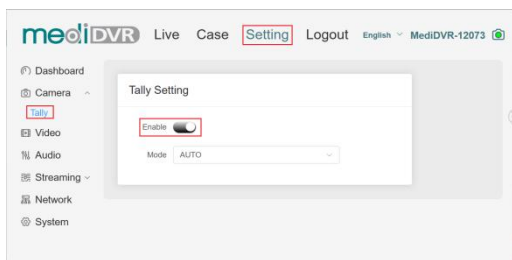 mediDVR Live Case Setting Logout English MediDVR-12073
Dashboard
Camera
Tally
Video
Audio
Streaming
Network
System
Tally Setting
Enable
Mode AUTO